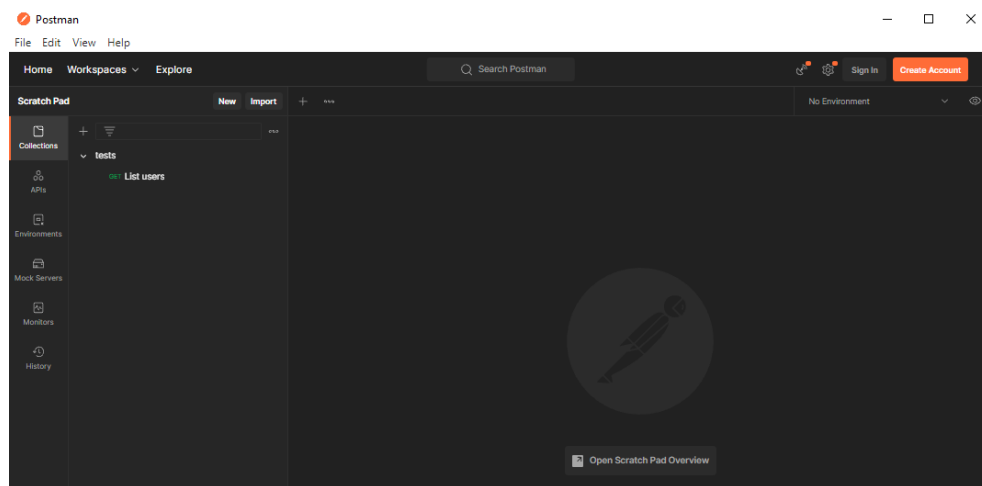 Postman
File Edit View Help
Home Workspaces Explore Search Postman Sign In Create Account
Scratch Pad New Import No Environment
Collections
tests
GET List users
APIs
Environments
Mock Servers
Monitors
History
Open Scratch Pad Overview